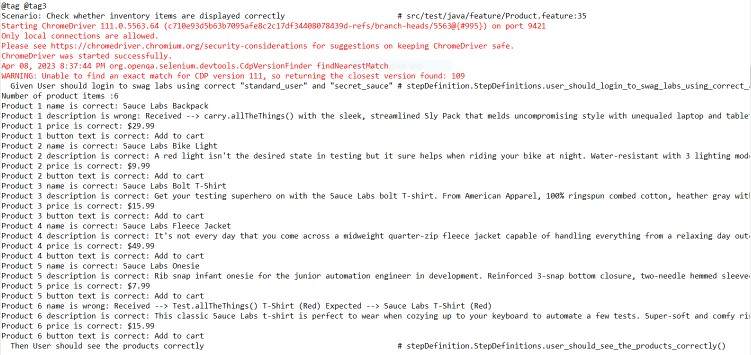 @tag @tag3
Scenario: Check whether inventory items are displayed correctly # src/test/java/feature/Product.feature:35
Starting ChromeDriver 111.0.5563.64 (c710e93d5b63b7095afe8c2c17df34408078439d-refs/branch-heads/5563@{#995}) on port 9421
Only local connections are allowed.
Please see https://chromedriver.chromium.org/security-considerations for suggestions on keeping ChromeDriver safe.
ChromeDriver was started successfully.
Apr 08, 2023 8:37:44 PM org.openqa.selenium.devtools.CdpVersionFinder findNearestMatch
WARNING: Unable to find an exact match for CDP version 111, so returning the closest version found: 109
Given User should login to swag labs using correct "standard_user" and "secret_sauce" # stepDefinition.StepDefinitions.user_should_login_to_swag_labs_using_correct_a
Number of product items :6
Product 1 name is correct: Sauce Labs Backpack
Product 1 description is wrong: Received --> carry.allTheThings() with the sleek, streamlined Sly Pack that melds uncompromising style with unequaled laptop and table
Product 1 price is correct: $29.99
Product 1 button text is correct: Add to cart
Product 2 name is correct: Sauce Labs Bike Light
Product 2 description is correct: A red light isn't the desired state in testing but it sure helps when riding your bike at night. Water-resistant with 3 lighting mod
Product 2 price is correct: $9.99
Product 2 button text is correct: Add to cart
Product 3 name is correct: Sauce Labs Bolt T-Shirt
Product 3 description is correct: Get your testing superhero on with the Sauce Labs bolt T-shirt. From American Apparel, 100% ringspun combed cotton, heather gray wit
Product 3 price is correct: $15.99
Product 3 button text is correct: Add to cart
Product 4 name is correct: Sauce Labs Fleece Jacket
Product 4 description is correct: It's not every day that you come across a midweight quarter-zip fleece jacket capable of handling everything from a relaxing day out
Product 4 price is correct: $49.99
Product 4 button text is correct: Add to cart
Product 5 name is correct: Sauce Labs Onesie
Product 5 description is correct: Rib snap infant onesie for the junior automation engineer in development. Reinforced 3-snap bottom closure, two-needle hemmed sleeve
Product 5 price is correct: $7.99
Product 5 button text is correct: Add to cart
Product 6 name is wrong: Received --> Test.allTheThings() T-Shirt (Red) Expected --> Sauce Labs T-Shirt (Red)
Product 6 description is correct: This classic Sauce Labs t-shirt is perfect to wear when cozying up to your keyboard to automate a few tests. Super-soft and comfy ri
Product 6 price is correct: $15.99
Product 6 button text is correct: Add to cart
Then User should see the products correctly # stepDefinition.StepDefinitions.user_should_see_the_products_correctly()